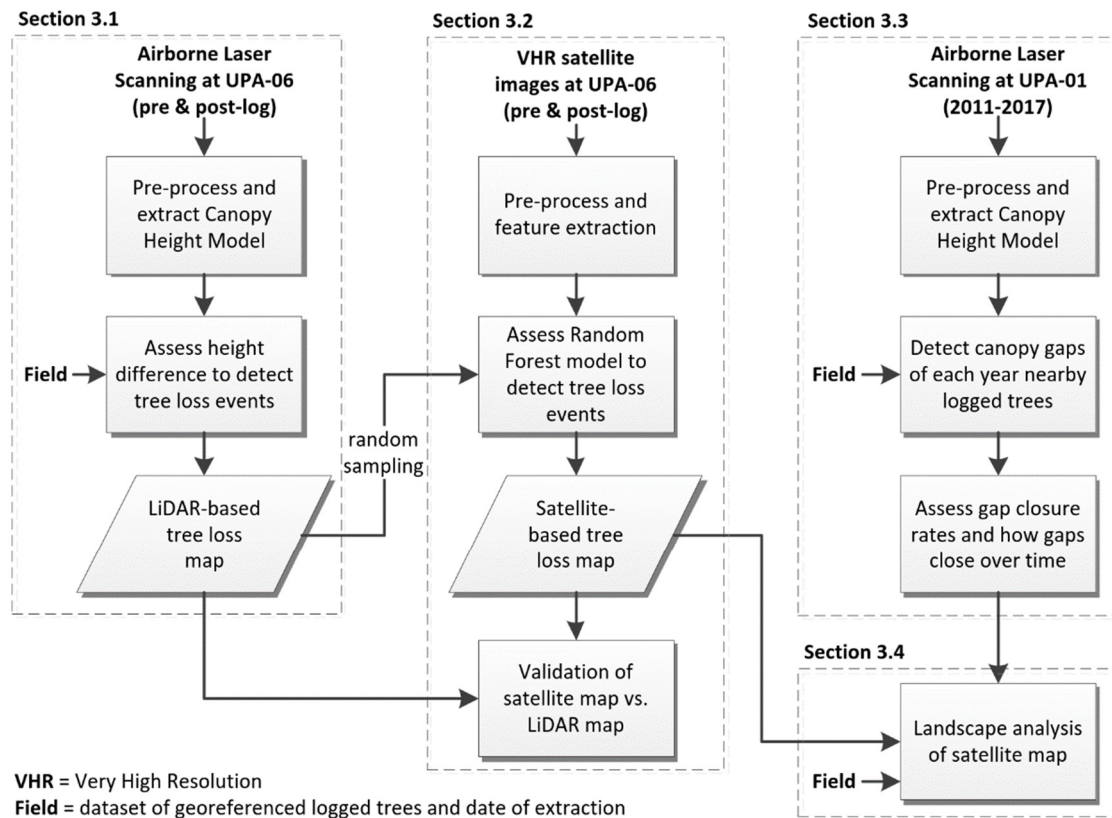 Section 3.1
Airborne Laser
Scanning at UPA-06
(pre & post-log)
Pre-process and
extract Canopy
Height Model
Field
Assess height
difference to detect
tree loss events
random
sampling
LiDAR-based
tree loss
map
Section 3.2
VHR satellite
images at UPA-06
(pre & post-log)
Pre-process and
feature extraction
Assess Random
Forest model to
detect tree loss
events
Satellite-
based tree
loss map
Validation of
satellite map vs.
LiDAR map
Section 3.3
Airborne Laser
Scanning at UPA-01
(2011-2017)
Pre-process and
extract Canopy
Height Model
Field
Detect canopy gaps
of each year nearby
logged trees
Assess gap closure
rates and how gaps
close over time
Section 3.4
Landscape analysis
of satellite map
Field
VHR = Very High Resolution
Field = dataset of georeferenced logged trees and date of extraction